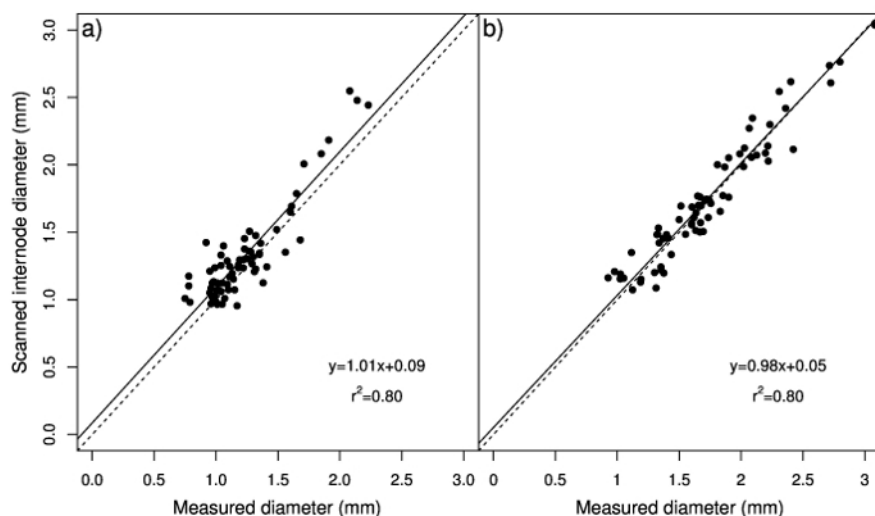 a)
b)
Scanned internode diameter (mm)
3.0
2.5
2.0
1.5
1.0
0.5
0.0
y=1.01x+0.09
r²=0.80
y=0.98x+0.05
r²=0.80
0.0 0.5 1.0 1.5 2.0 2.5 3.0
0 0.5 1 1.5 2.0 2.5 3
Measured diameter (mm)
Measured diameter (mm)